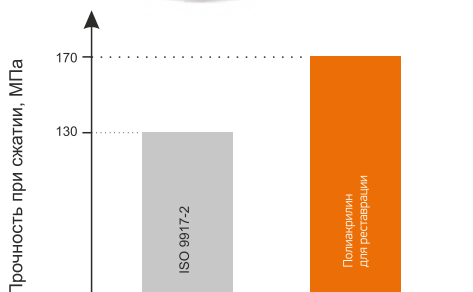 Прочность при сжатии, МПа
170
130
ISO 9917-2
Полиакрилин
для реставрации